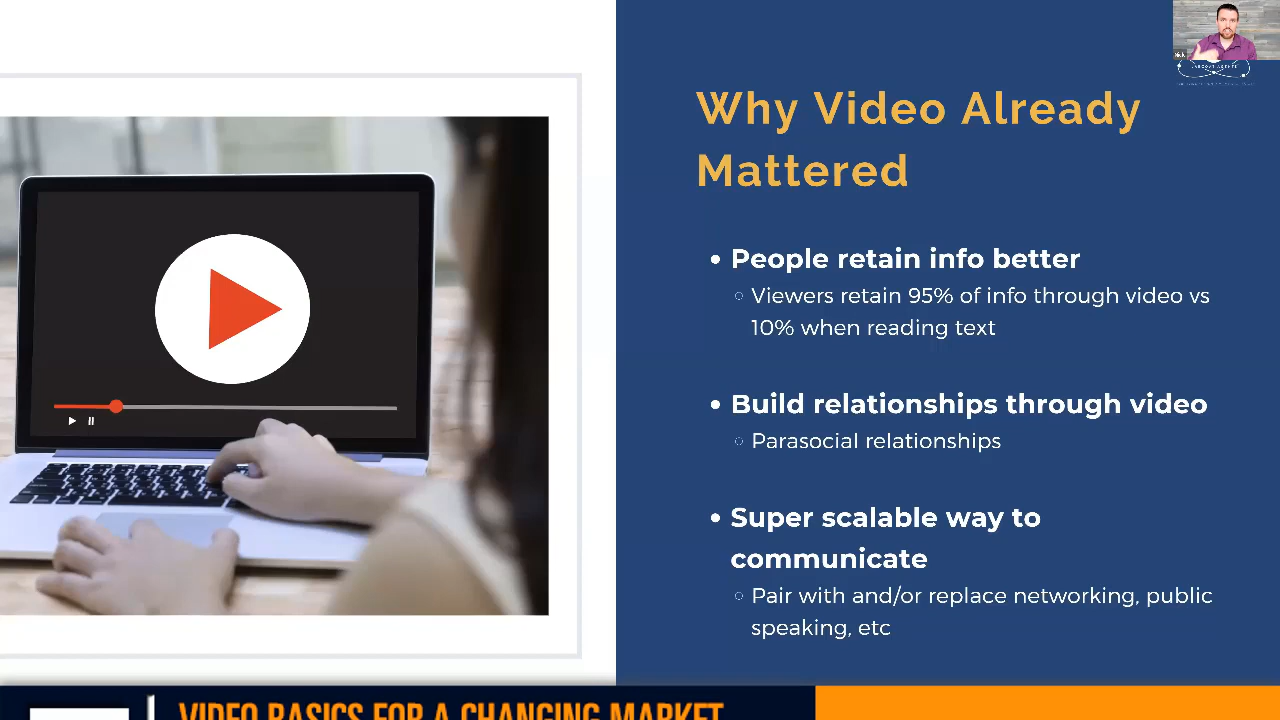 Why Video Already
Mattered
People retain info better
Viewers retain 95% of info through video vs
10% when reading text
Build relationships through video
Parasocial relationships
Super scalable way to
communicate
Pair with and/or replace networking, public
speaking, etc
VIDEO BASICS FOR A CHANGING MARKET